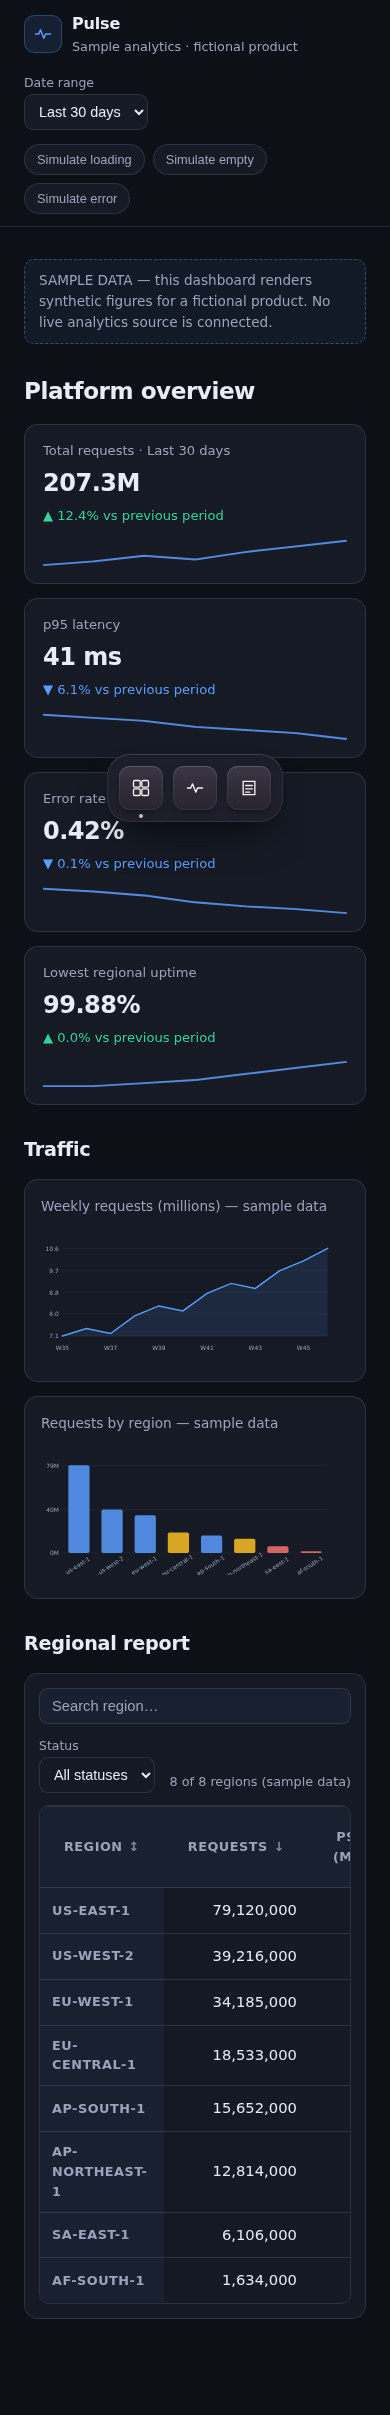 Pulse
Sample analytics · fictional product
Date range
Last 30 days
Simulate loading
Simulate empty
Simulate error
SAMPLE DATA — this dashboard renders
synthetic figures for a fictional product. No
live analytics source is connected.
Platform overview
Total requests · Last 30 days
207.3M
▲ 12.4% vs previous period
p95 latency
41 ms
▼ 6.1% vs previous period
Error rate
0.42%
▼ 0.1% vs previous period
Lowest regional uptime
99.88%
▲ 0.0% vs previous period
Traffic
Weekly requests (millions) — sample data
10.6
9.7
8.8
8.0
7.1
W35 W37 W39 W41 W43 W45
Requests by region — sample data
79M
40M
0M
us-east-1 us-west-2 eu-west-1 eu-central-1 ap-south-1 sa-east-1 af-south-1
Regional report
Search region…
Status
All statuses
8 of 8 regions (sample data)
REGION ↕ REQUESTS ↓
US-EAST-1 79,120,000
US-WEST-2 39,216,000
EU-WEST-1 34,185,000
EU-
CENTRAL-1 18,533,000
AP-SOUTH-1 15,652,000
AP-
NORTHEAST- 12,814,000
1
SA-EAST-1 6,106,000
AF-SOUTH-1 1,634,000